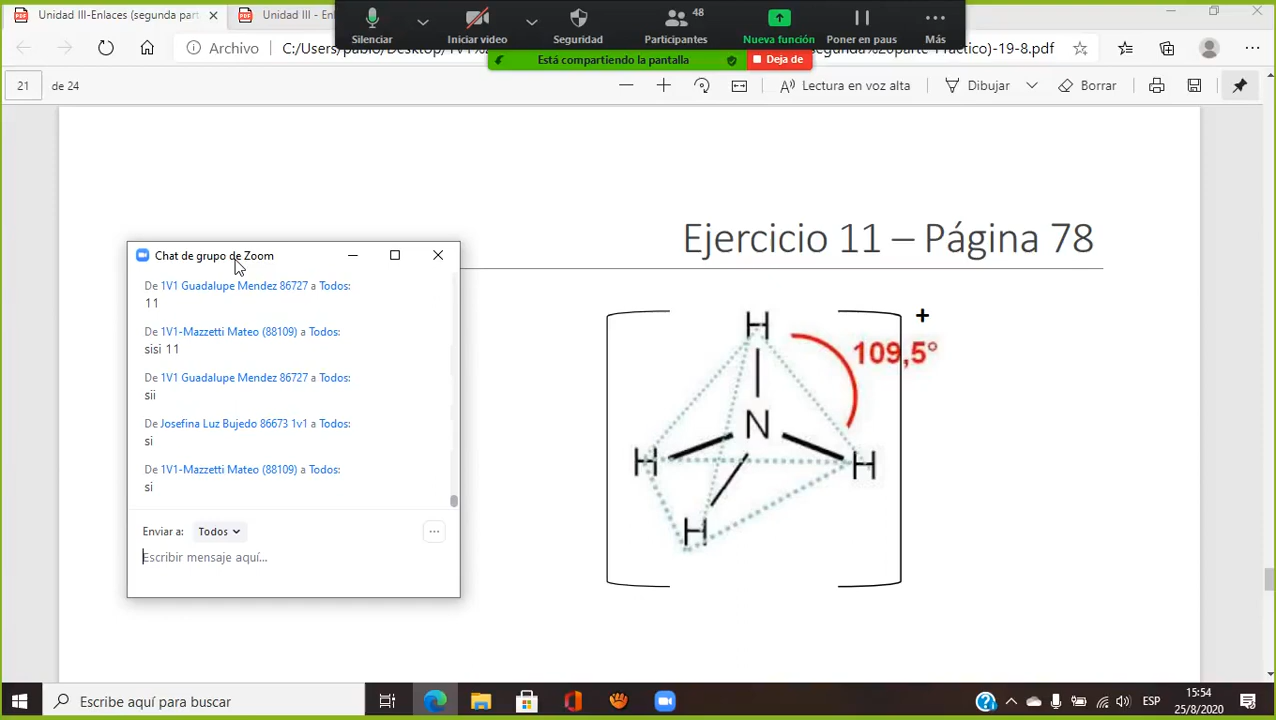 Unidad III-Enlaces (segunda part
Unidad III - En
Silenciar
Iniciar video
Seguridad
48
Participantes
Nueva función
Poner en paus
Más
Archivo
C:/Users/pablo/Desktop/1V1%2
segunda%20parte-Practico)-19-8.pdf
Está compartiendo la pantalla
Deja de
21
de 24
Lectura en voz alta
Dibujar
Borrar
Ejercicio 11 – Página 78
Chat de grupo de Zoom
De 1V1 Guadalupe Mendez 86727 a Todos:
11
De 1V1-Mazzetti Mateo (88109) a Todos:
sisi 11
De 1V1 Guadalupe Mendez 86727 a Todos:
sii
De Josefina Luz Bujedo 86673 1v1 a Todos:
si
De 1V1-Mazzetti Mateo (88109) a Todos:
si
Enviar a: Todos
Escribir mensaje aquí...
+
H
109,5°
N
H
H
H
Escribe aquí para buscar
ESP
15:54
25/8/2020